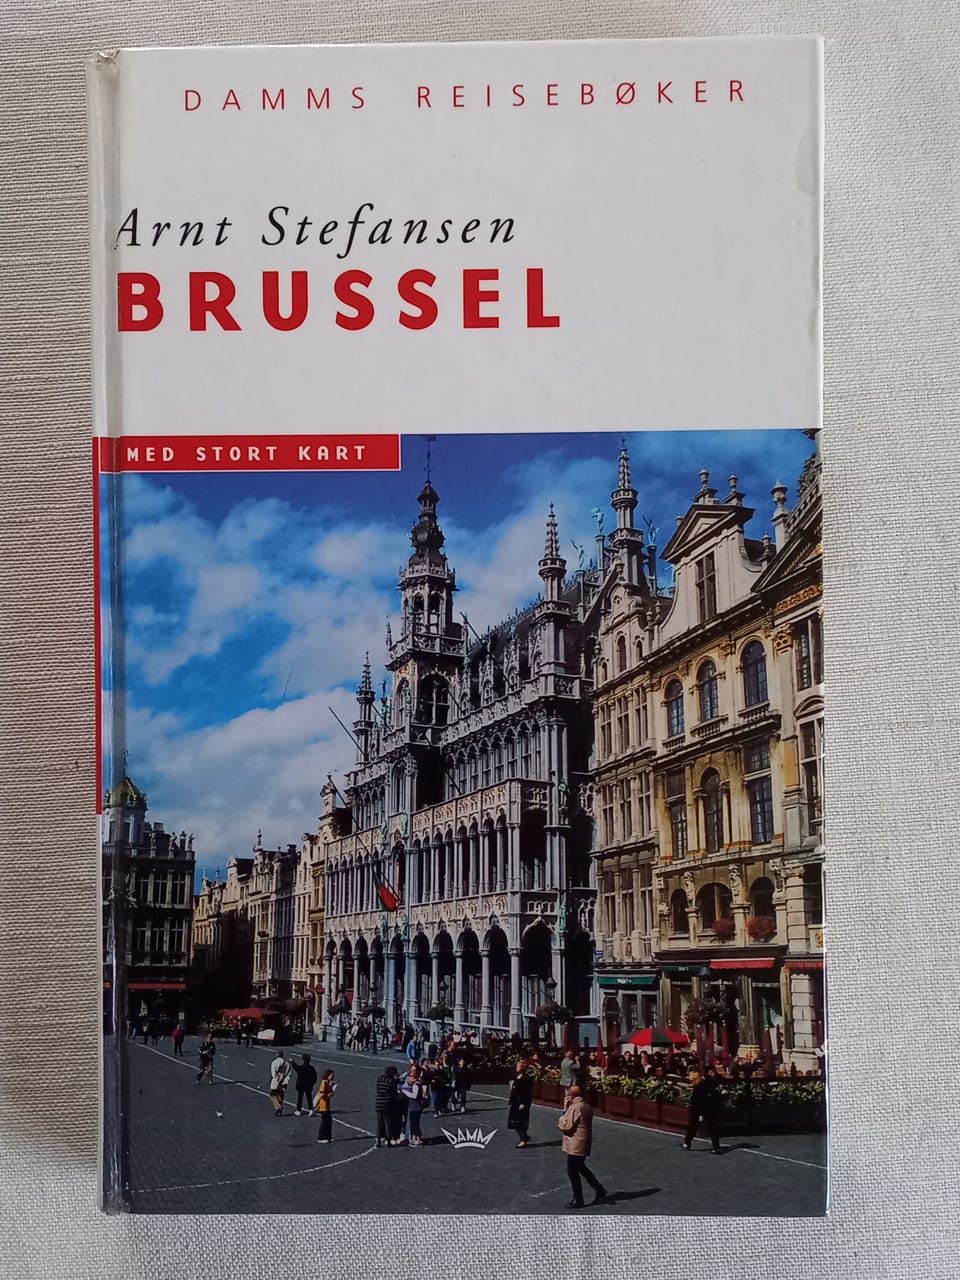 DAMMS REISEBØKER
Arnt Stefansen
BRUSSEL
MED STORT KART
DAMM